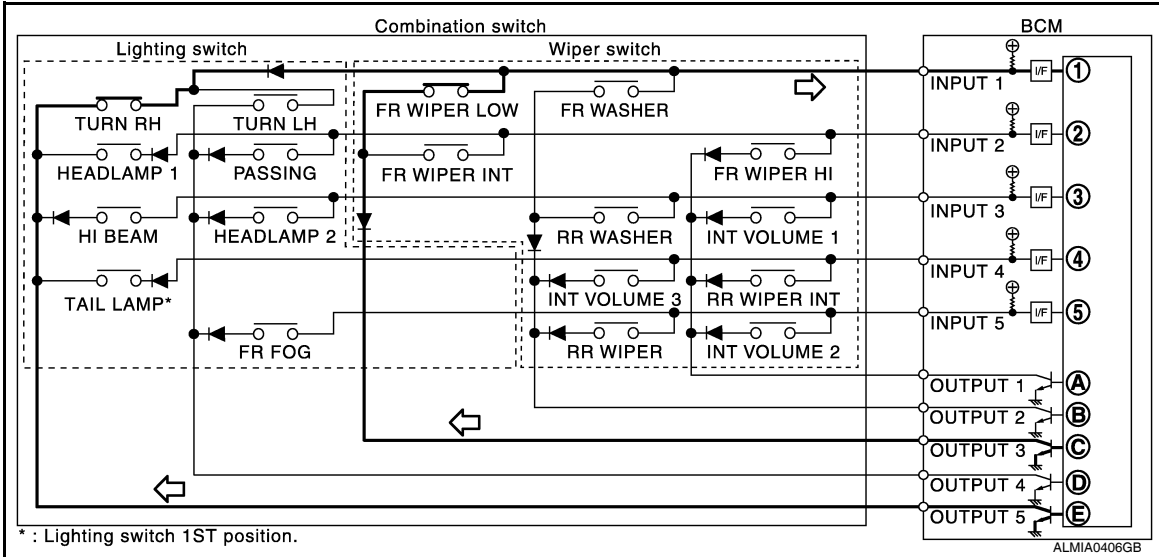 Combination switch
BCM
Lighting switch
Wiper switch
TURN RH
TURN LH
FR WIPER LOW
FR WASHER
INPUT 1
I/F
1
HEADLAMP 1
PASSING
FR WIPER INT
FR WIPER HI
INPUT 2
I/F
2
HI BEAM
HEADLAMP 2
RR WASHER
INT VOLUME 1
INPUT 3
I/F
3
TAIL LAMP*
INT VOLUME 3
RR WIPER INT
INPUT 4
I/F
4
FR FOG
RR WIPER
INT VOLUME 2
INPUT 5
I/F
5
OUTPUT 1
A
OUTPUT 2
B
OUTPUT 3
C
OUTPUT 4
D
OUTPUT 5
E
* : Lighting switch 1ST position.
ALMIA0406GB